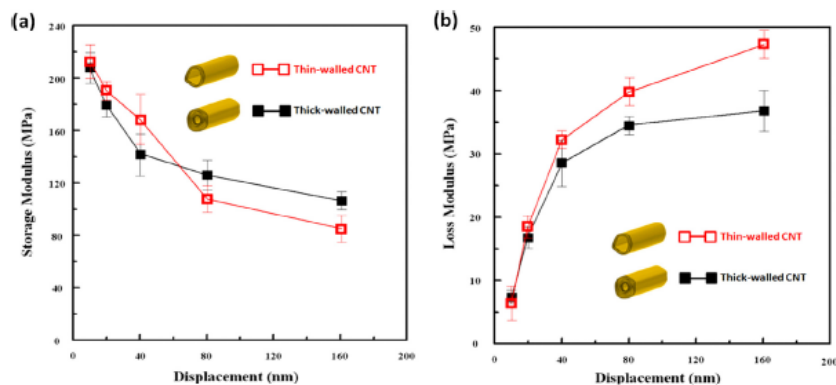 (a)
Storage Modulus (MPa)
240
200
160
120
80
40
0
Thin-walled CNT
Thick-walled CNT
0 40 80 120 160 200
Displacement (nm)
(b)
Loss Modulus (MPa)
50
40
30
20
10
0
Thin-walled CNT
Thick-walled CNT
0 40 80 120 160 200
Displacement (nm)